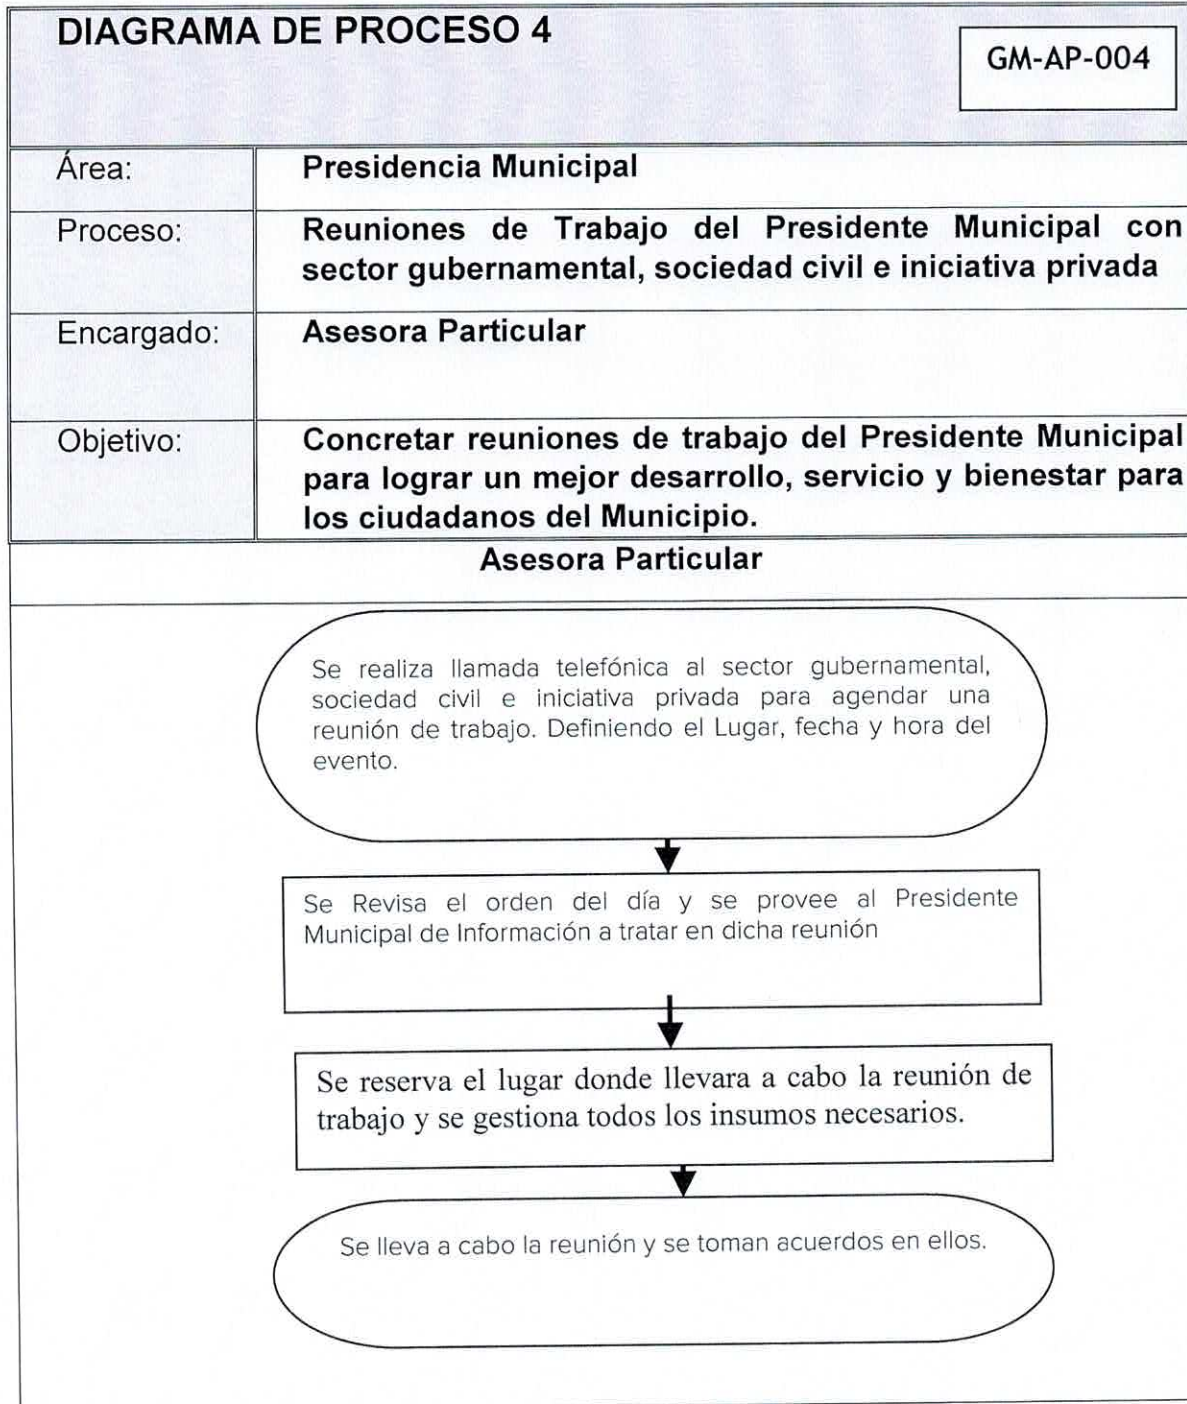 DIAGRAMA DE PROCESO 4
GM-AP-004
Área:
Presidencia Municipal
Proceso:
Reuniones de Trabajo del Presidente Municipal con
sector gubernamental, sociedad civil e iniciativa privada
Encargado:
Asesora Particular
Objetivo:
Concretar reuniones de trabajo del Presidente Municipal
para lograr un mejor desarrollo, servicio y bienestar para
los ciudadanos del Municipio.
Asesora Particular
Se realiza llamada telefónica al sector gubernamental,
sociedad civil e iniciativa privada para agendar una
reunión de trabajo. Definiendo el Lugar, fecha y hora del
evento.
Se Revisa el orden del día y se provee al Presidente
Municipal de Información a tratar en dicha reunión
Se reserva el lugar donde llevara a cabo la reunión de
trabajo y se gestiona todos los insumos necesarios.
Se lleva a cabo la reunión y se toman acuerdos en ellos.